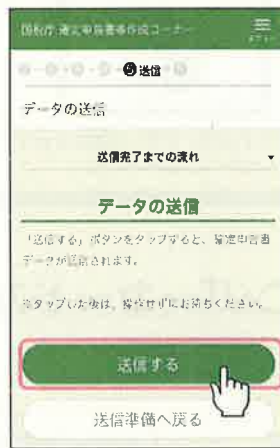 国税庁 確定申告書等作成コーナー
メニュー
❺送信
データの送信
送信完了までの流れ
データの送信
「送信する」ボタンをタップすると、確定申告書
データが送信されます。
※タップした後は、操作せずにお待ちください。
送信する
送信準備へ戻る